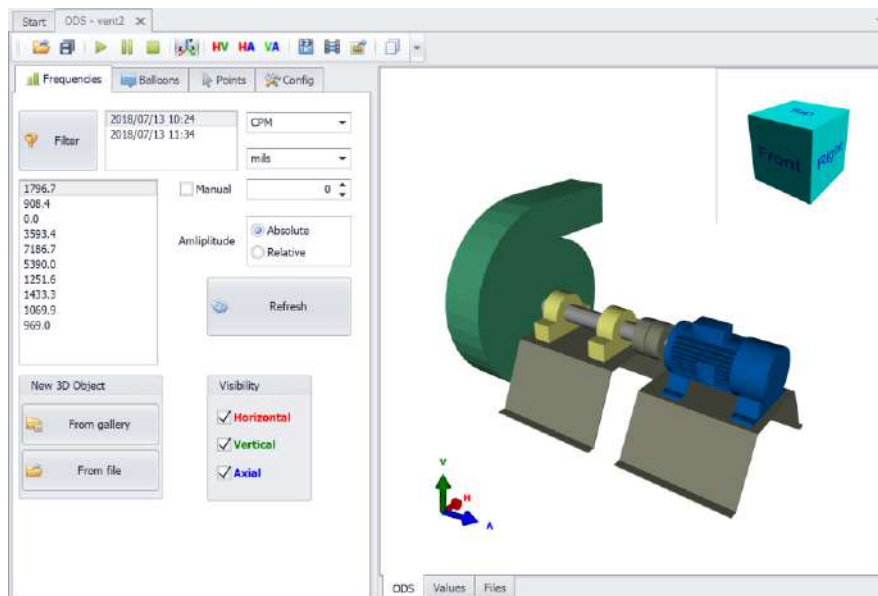 Start ODS - vent2
HV HA VA
Frequencies Balloons Points Config
Filter
2018/07/13 10:24
2018/07/13 11:34
CPM
mils
1796.7
908.4
0.0
3593.4
7186.7
5390.0
1251.6
1433.3
1069.9
969.0
Manual 0
Amliplitude
Absolute
Relative
Refresh
New 3D Object
From gallery
From file
Visibility
Horizontal
Vertical
Axial
Front Right
V
H
A
ODS Values Files